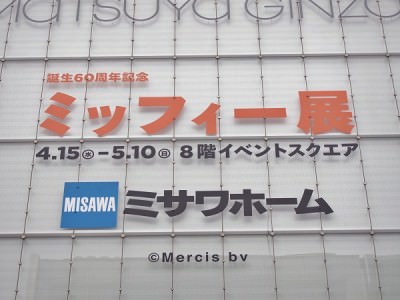 MATSUYA GINZA
誕生60周年記念
ミッフィー展
4.15㊌-5.10㊐ 8階イベントスクエア
MISAWA ミサワホーム
©Mercis bv